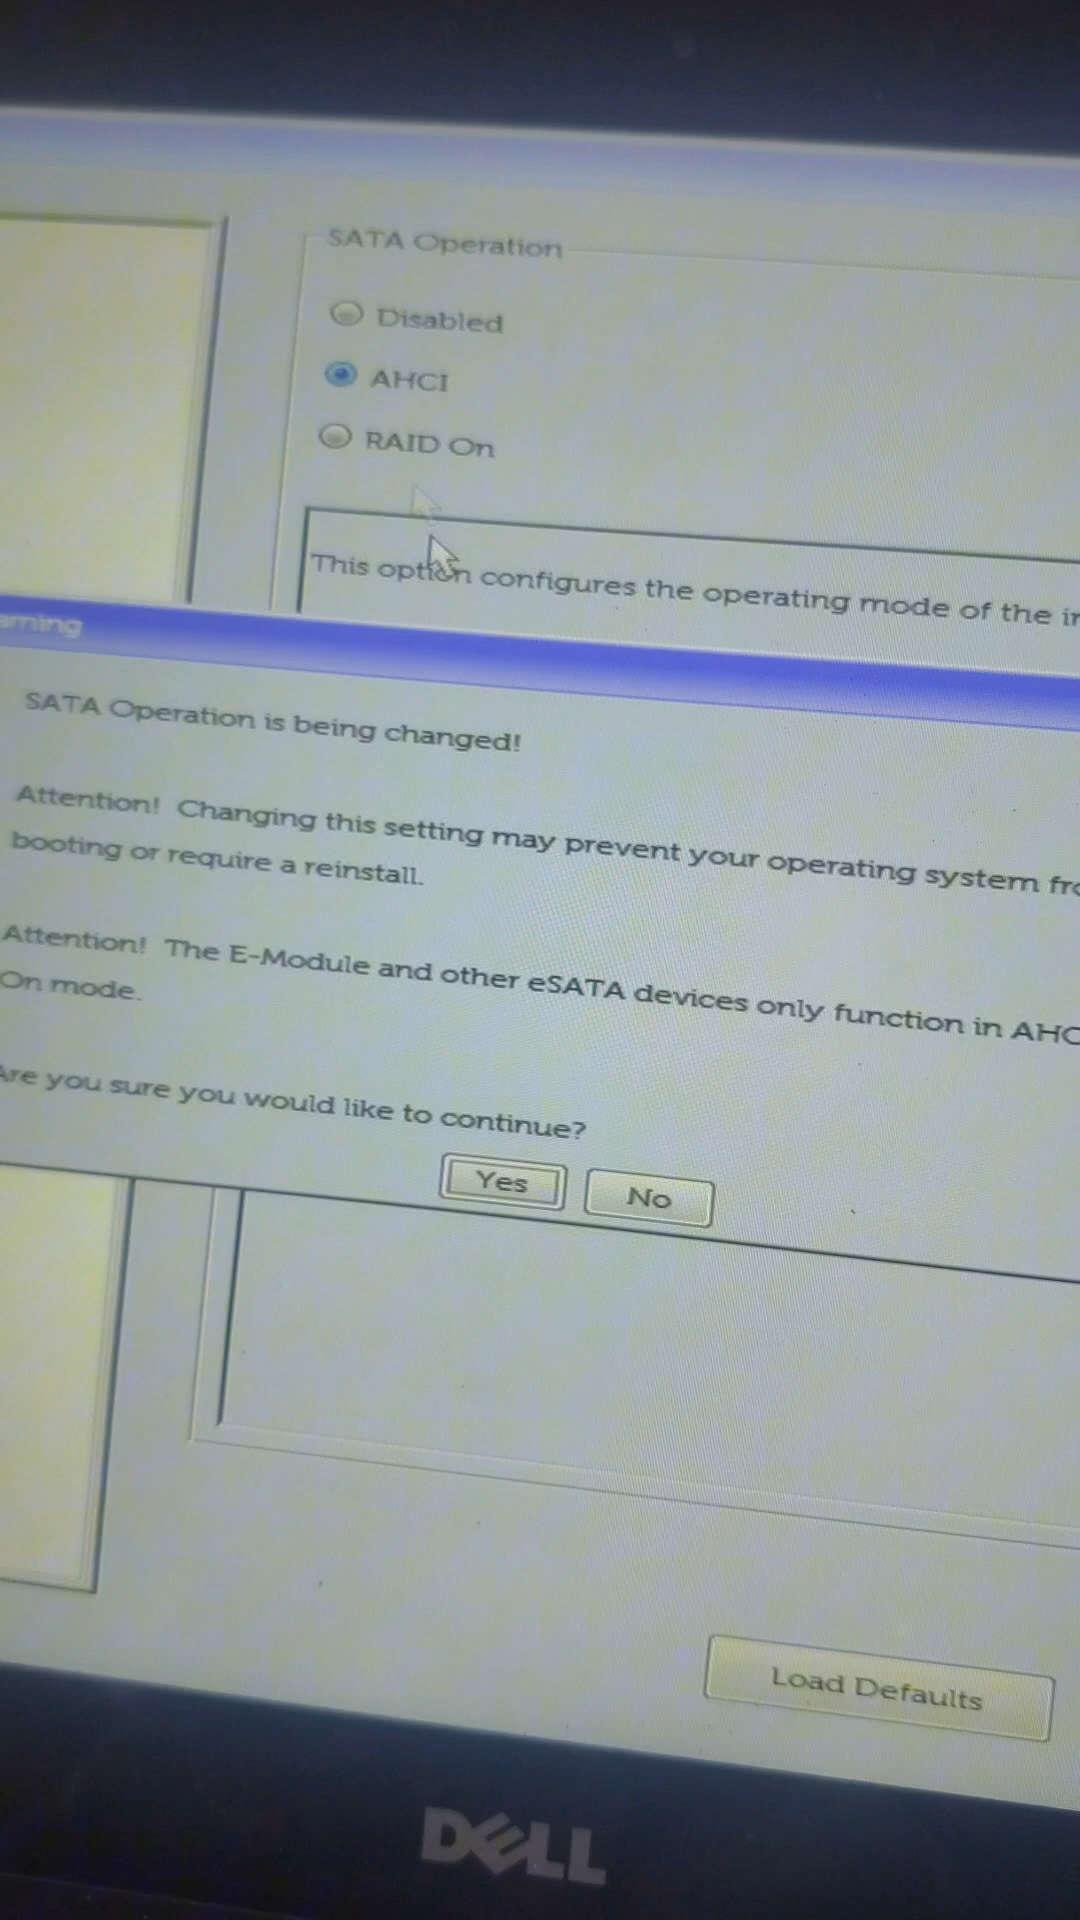 SATA Operation
Disabled
AHCI
RAID On
This option configures the operating mode of the
SATA Operation is being changed!
Attention! Changing this setting may prevent your operating system
booting or require a reinstall.
Attention! The E-Module and other eSATA devices only function in
On mode.
Are you sure you would like to continue?
Yes
No
Load Defaults
DELL